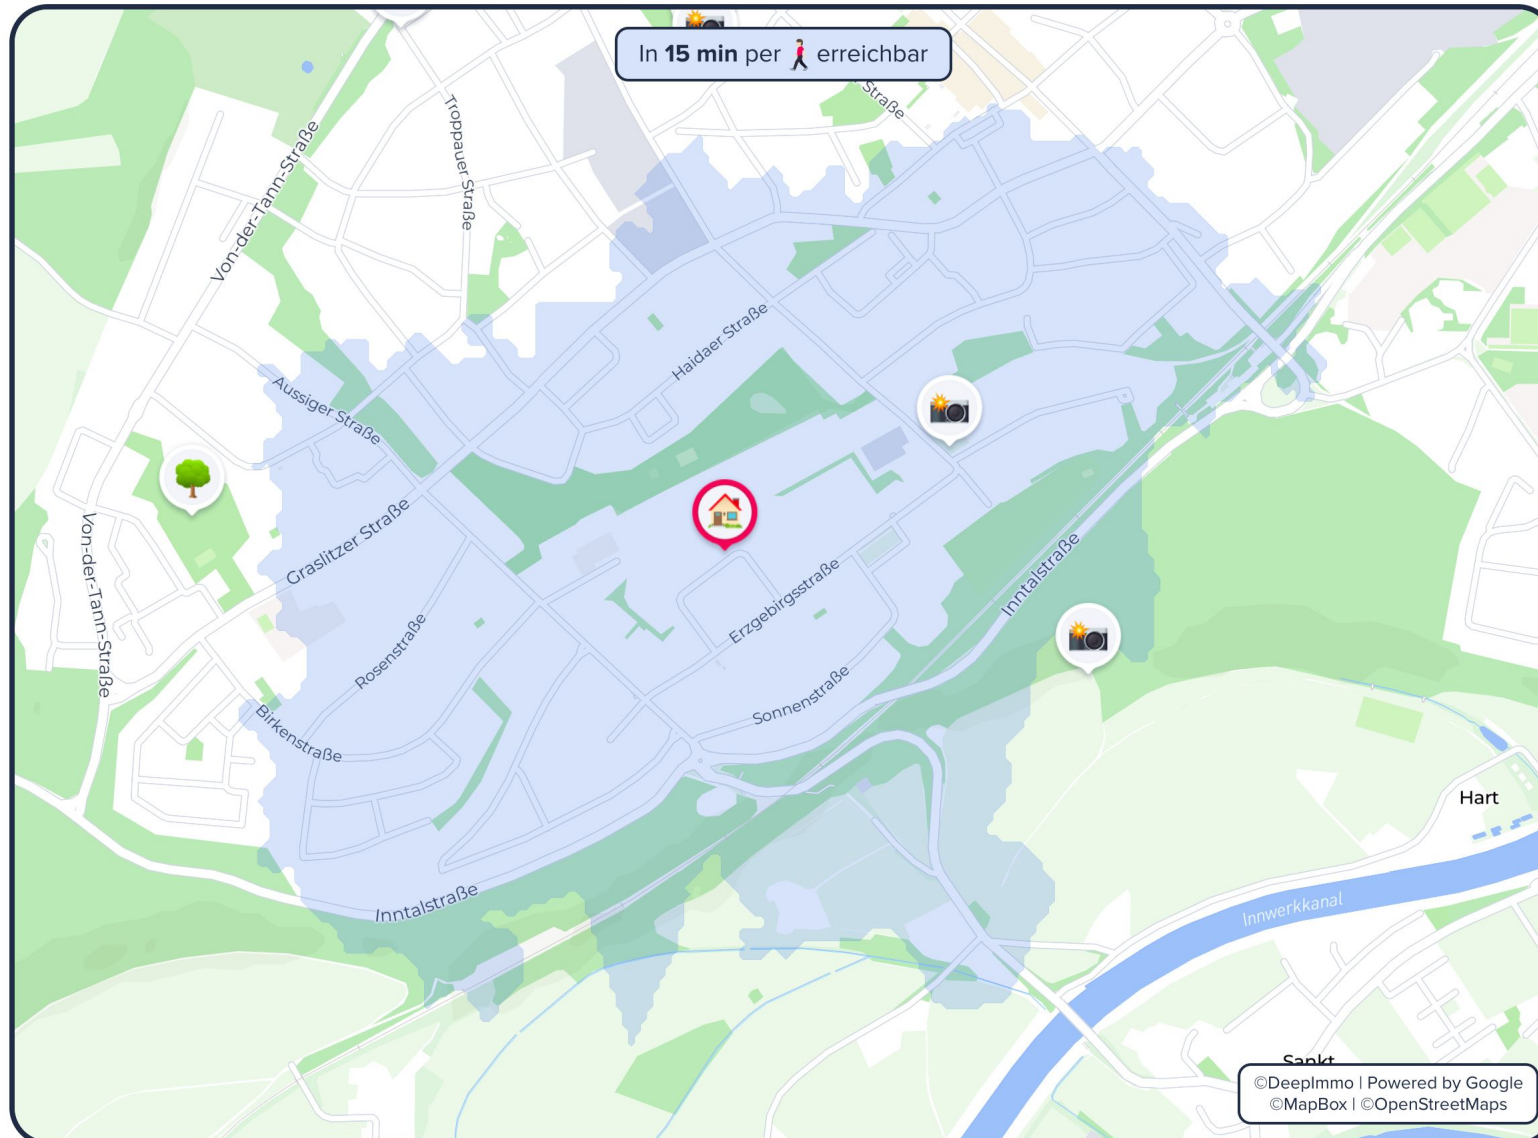 In 15 min per erreichbar
Straße
Troppauer Straße
Von-der-Tann-Straße
Haidaer Straße
Aussiger Straße
Graslitzer Straße
Von-der-Tann-Straße
Inntalstraße
Erzgebirgsstraße
Rosenstraße
Sonnenstraße
Birkenstraße
Hart
Inntalstraße
Innwerkkanal
Sankt
©DeepImmo | Powered by Google
©MapBox | ©OpenStreetMaps